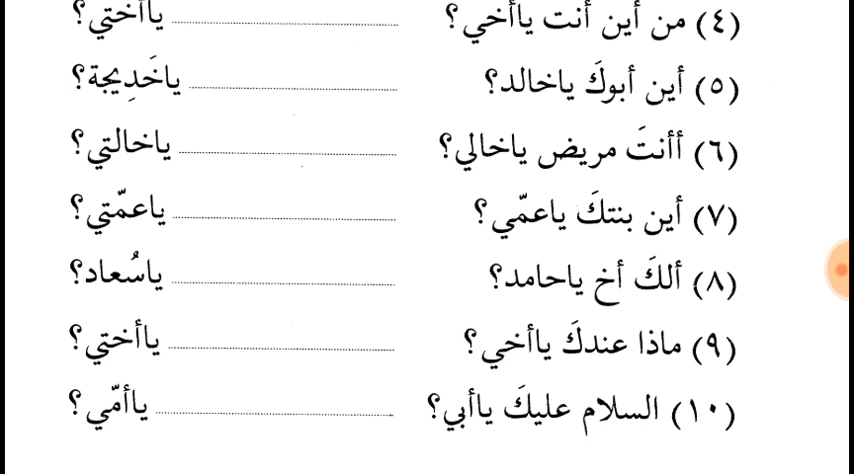 (٤) من أين أنت ياأخي؟ ياأختي؟
(٥) أين أبوكَ ياخالد؟ ياخَدِيجة؟
(٦) أأنتَ مريض ياخالي؟ ياخالتي؟
(٧) أين بنتكَ ياعمّي؟ ياعمّتي؟
(٨) ألكَ أخ ياحامد؟ ياسُعاد؟
(٩) ماذا عندكَ ياأخي؟ ياأختي؟
(١٠) السلام عليكَ ياأبي؟ ياأمّي؟